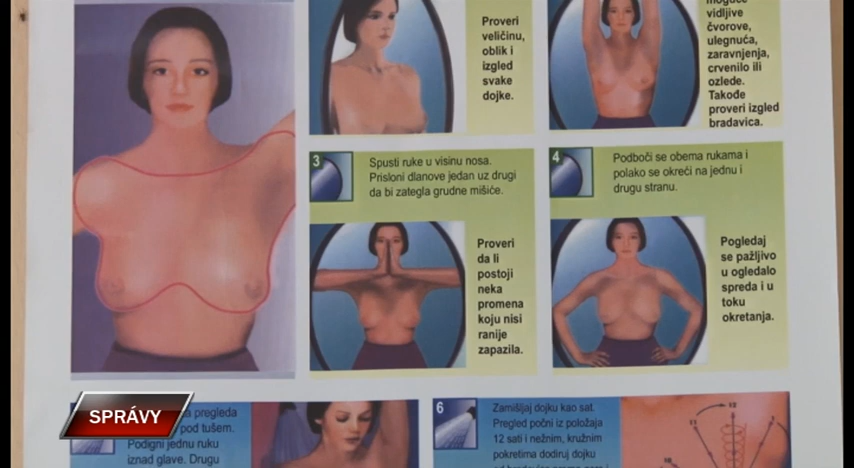 Proveri
veličinu,
oblik i
izgled
svake
dojke.
moguće
vidljive
čvorove,
ulegnuća,
zaravnjenja,
crvenilo ili
ozlede.
Takođe
proveri izgled
bradavica.
3
Spusti ruke u visinu nosa.
Prisloni dlanove jedan uz drugi
da bi zategla grudne mišiće.
Proveri
da li
postoji
neka
promena
koju nisi
ranije
zapazila.
4
Podboči se obema rukama i
polako se okreći na jednu i
drugu stranu.
Pogledaj
se pažljivo
u ogledalo
spreda i u
toku
okretanja.
pregleda
pod tušem.
Podigni jednu ruku
iznad glave. Drugu
6
Zamišljaj dojku kao sat.
Pregled počni iz položaja
12 sati i nežnim, kružnim
pokretima dodiruj dojku
12
11
1
10
SPRÁVY